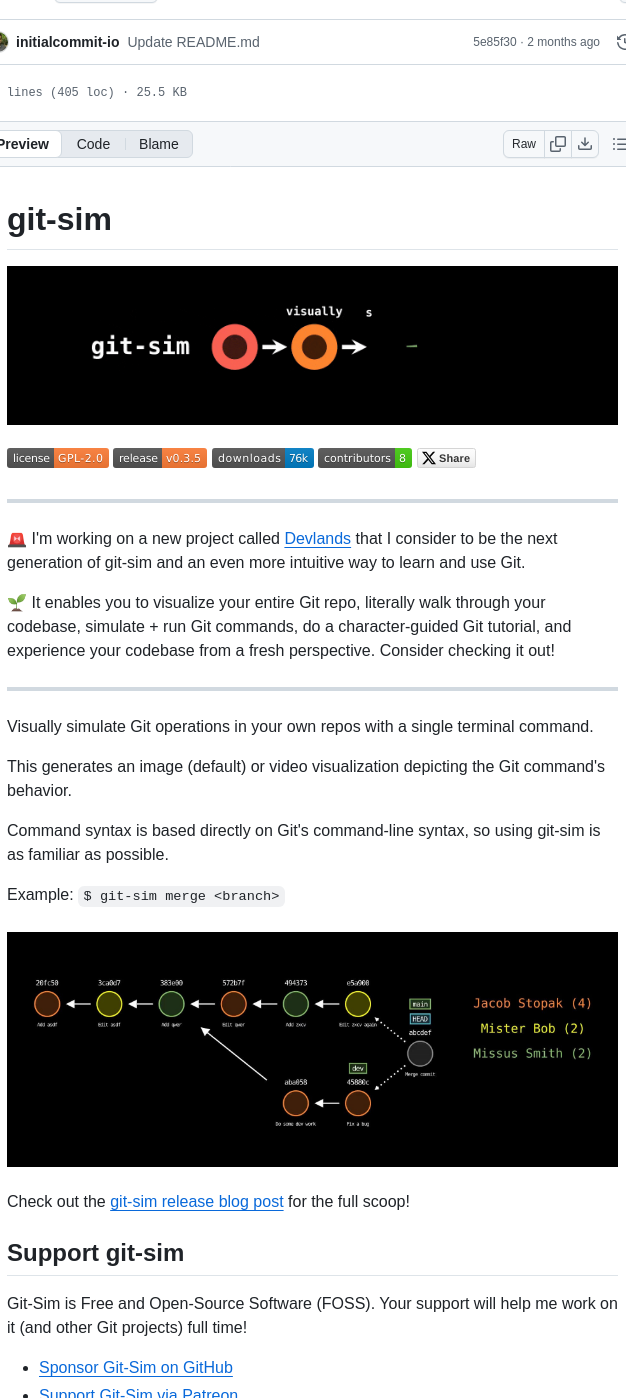 initialcommit-io Update README.md 5e85f30 · 2 months ago
lines (405 loc) · 25.5 KB
Preview Code Blame Raw
git-sim
visually s
git-sim
license GPL-2.0 release v0.3.5 downloads 76k contributors 8 X Share
🚨 I'm working on a new project called Devlands that I consider to be the next
generation of git-sim and an even more intuitive way to learn and use Git.
🌱 It enables you to visualize your entire Git repo, literally walk through your
codebase, simulate + run Git commands, do a character-guided Git tutorial, and
experience your codebase from a fresh perspective. Consider checking it out!
Visually simulate Git operations in your own repos with a single terminal command.
This generates an image (default) or video visualization depicting the Git command's
behavior.
Command syntax is based directly on Git's command-line syntax, so using git-sim is
as familiar as possible.
Example: $ git-sim merge <branch>
20fc50 3ca0d7 383e00 572b7f 494373 e5a908
Add asdf Edit asdf Add qwer Edit qwer Add zxcv Edit zxcv again
main
HEAD
abcdef
Merge commit
Jacob Stopak (4)
Mister Bob (2)
Missus Smith (2)
dev
aba058 45880c
Do some dev work Fix a bug
Check out the git-sim release blog post for the full scoop!
Support git-sim
Git-Sim is Free and Open-Source Software (FOSS). Your support will help me work on
it (and other Git projects) full time!
Sponsor Git-Sim on GitHub
Support Git-Sim via Patreon